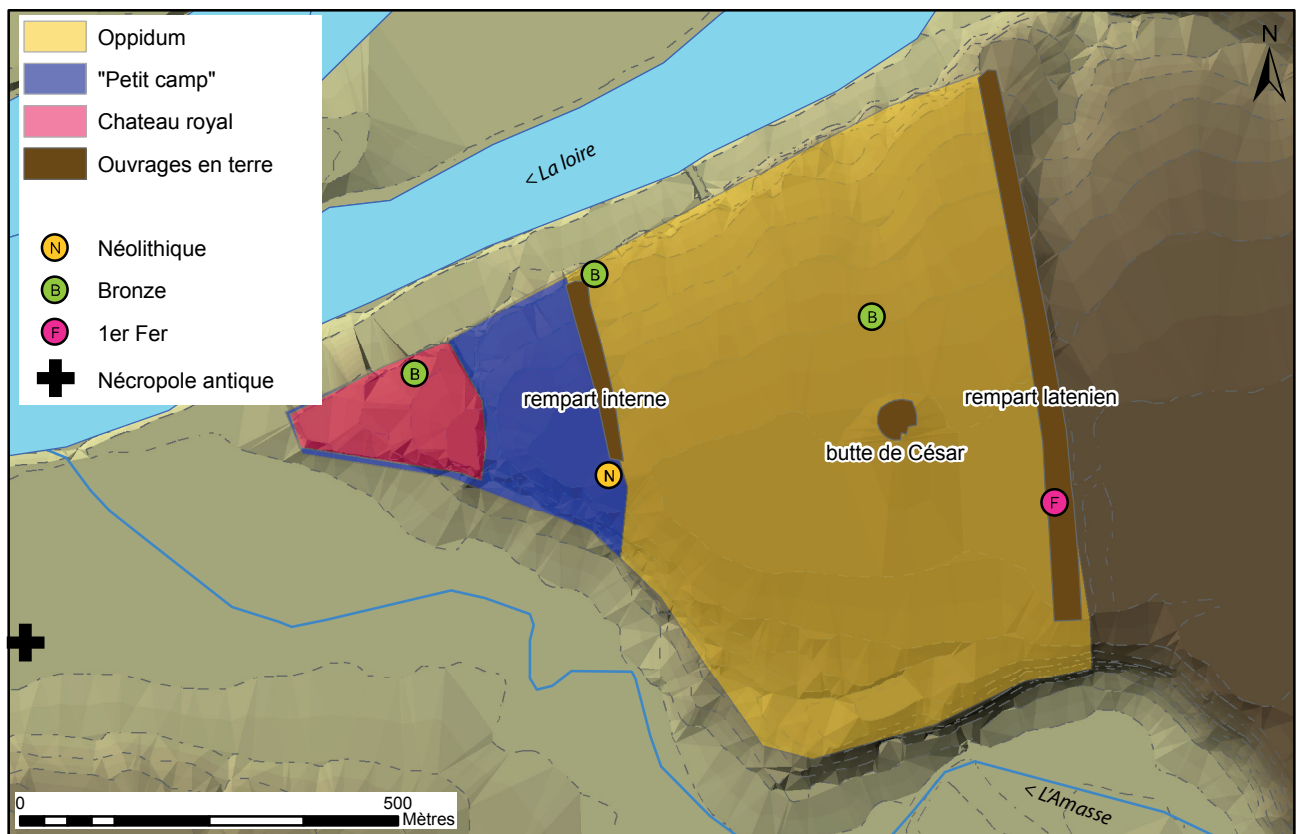 Oppidum
"Petit camp"
Chateau royal
Ouvrages en terre
N Néolithique
B Bronze
F 1er Fer
Nécropole antique
N
< La loire
B
B
B
rempart interne
rempart latenien
butte de César
N
F
< L'Amasse
0 500
Mètres